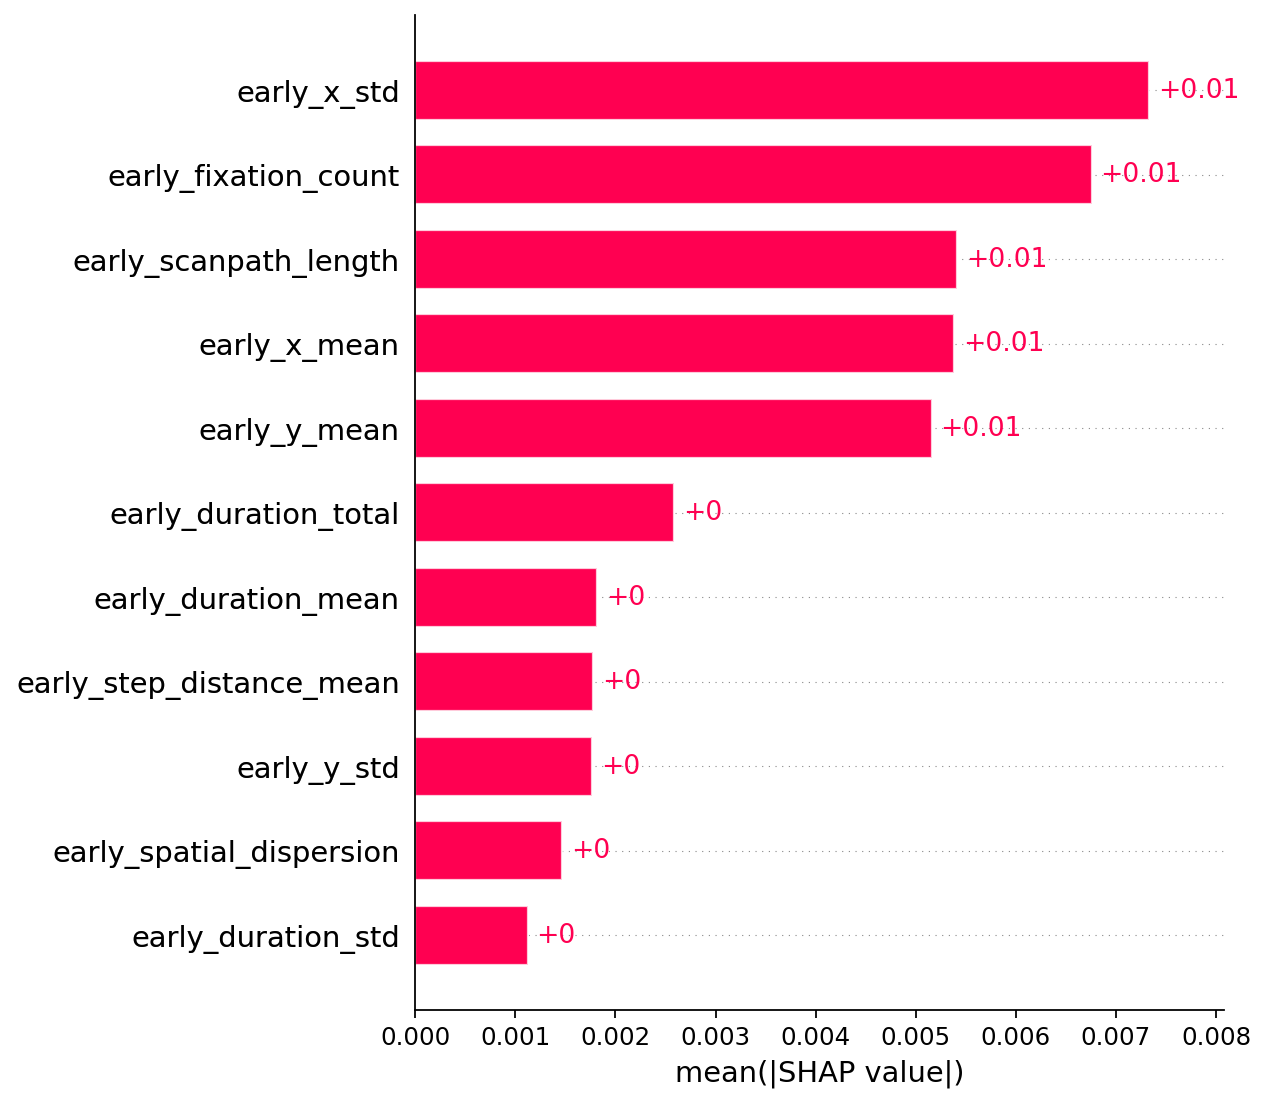 early_x_std +0.01
early_fixation_count +0.01
early_scanpath_length +0.01
early_x_mean +0.01
early_y_mean +0.01
early_duration_total +0
early_duration_mean +0
early_step_distance_mean +0
early_y_std +0
early_spatial_dispersion +0
early_duration_std +0
0.000 0.001 0.002 0.003 0.004 0.005 0.006 0.007 0.008
mean(|SHAP value|)